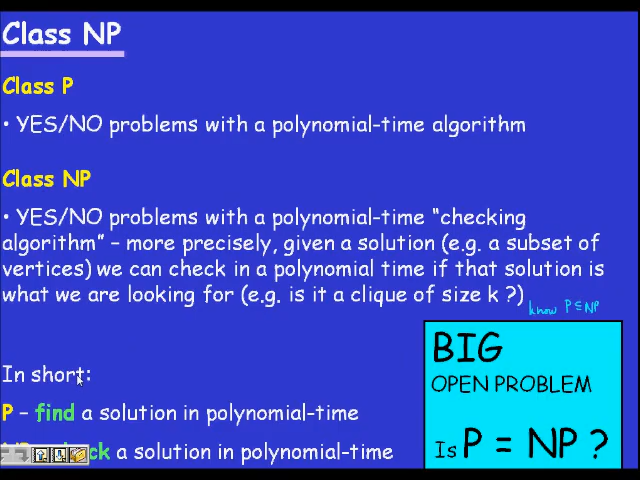 Class NP
Class P
• YES/NO problems with a polynomial-time algorithm
Class NP
• YES/NO problems with a polynomial-time “checking
algorithm” – more precisely, given a solution (e.g. a subset of
vertices) we can check in a polynomial time if that solution is
what we are looking for (e.g. is it a clique of size k ?)
know P ⊆ NP
In short:
P – find a solution in polynomial-time
ck a solution in polynomial-time
BIG
OPEN PROBLEM
Is P = NP ?